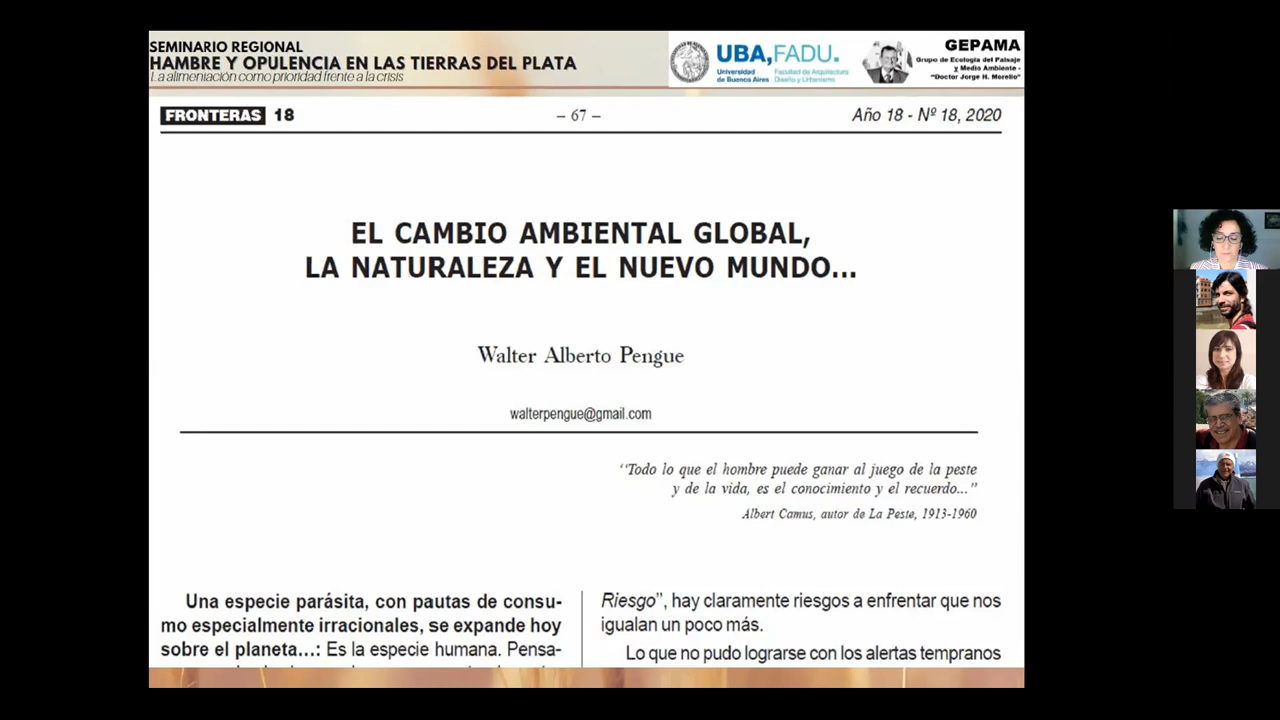 SEMINARIO REGIONAL
HAMBRE Y OPULENCIA EN LAS TIERRAS DEL PLATA
La alimentación como prioridad frente a la crisis
UBA,FADU.
Universidad de Buenos Aires
Facultad de Arquitectura Diseño y Urbanismo
GEPAMA
Grupo de Ecología del Paisaje
y Medio Ambiente -
"Doctor Jorge H. Morello"
FRONTERAS 18
– 67 –
Año 18 - Nº 18, 2020
EL CAMBIO AMBIENTAL GLOBAL,
LA NATURALEZA Y EL NUEVO MUNDO...
Walter Alberto Pengue
walterpengue@gmail.com
“Todo lo que el hombre puede ganar al juego de la peste
y de la vida, es el conocimiento y el recuerdo...”
Albert Camus, autor de La Peste, 1913-1960
Una especie parásita, con pautas de consu-
mo especialmente irracionales, se expande hoy
sobre el planeta...: Es la especie humana. Pensa-
Riesgo”, hay claramente riesgos a enfrentar que nos
igualan un poco más.
Lo que no pudo lograrse con los alertas tempranos